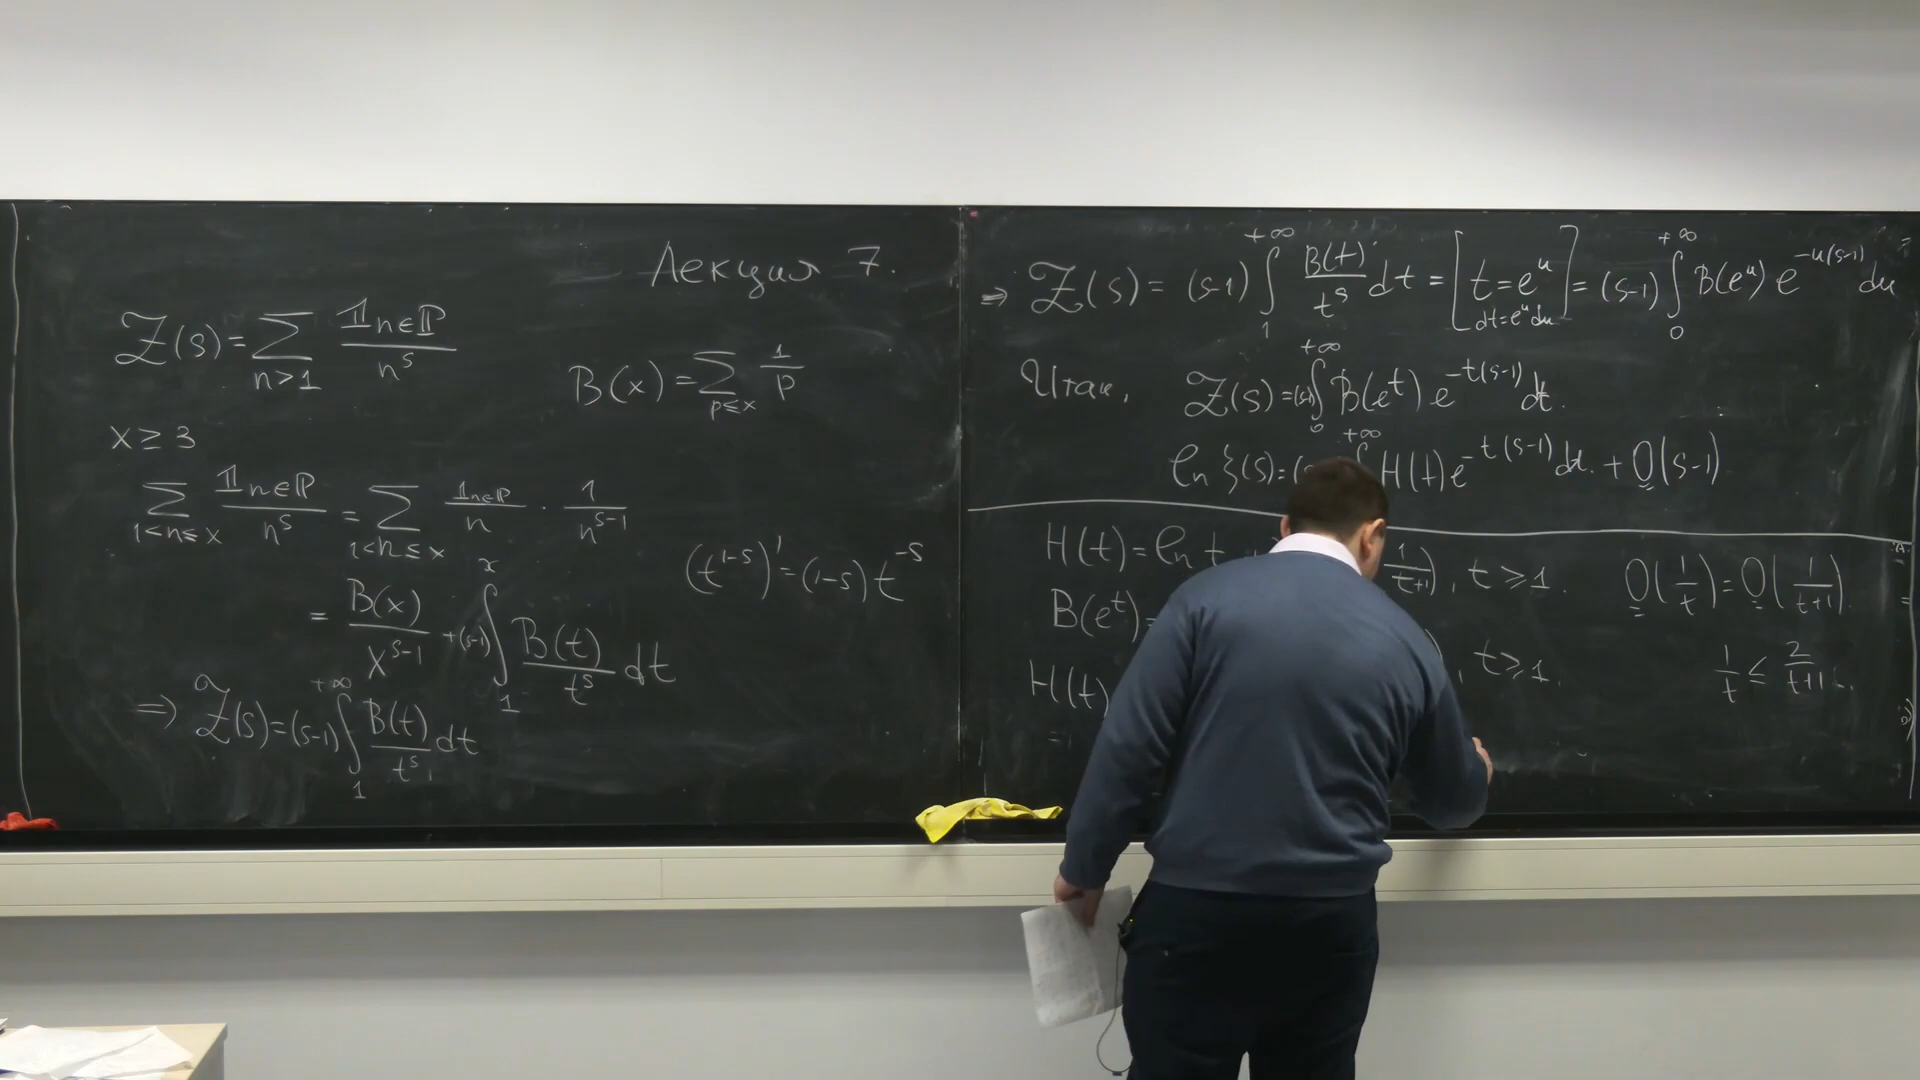 Лекция 7.
Z(s) = ∑_{n>1} 𝟙_{n∈ℙ} / n^s
B(x) = ∑_{p≤x} 1/p
x ≥ 3
∑_{1<n≤x} 𝟙_{n∈ℙ} / n^s = ∑_{1<n≤x} 𝟙_{n∈ℙ} / n · 1 / n^{s-1}
(t^{1-s})' = (1-s) t^{-s}
= B(x) / x^{s-1} + (s-1) ∫_1^x B(t) / t^s dt
⇒ Z(s) = (s-1) ∫_1^{+∞} B(t) / t^s dt
⇒ Z(s) = (s-1) ∫_1^{+∞} B(t) / t^s dt = [t = e^u dt = e^u du] = (s-1) ∫_0^{+∞} B(e^u) e^{-u(s-1)} du
Итак, Z(s) = (s-1) ∫_0^{+∞} B(e^t) e^{-t(s-1)} dt.
ln ζ(s) = ( ∫^{+∞} H(t) e^{-t(s-1)} dt. + O(s-1)
H(t) = ln t 1/(t+1)), t ≥ 1.
O(1/t) = O(1/(t+1)).
B(e^t) = , t ≥ 1.
1/t ≤ 2/(t+1)
H(t)
=